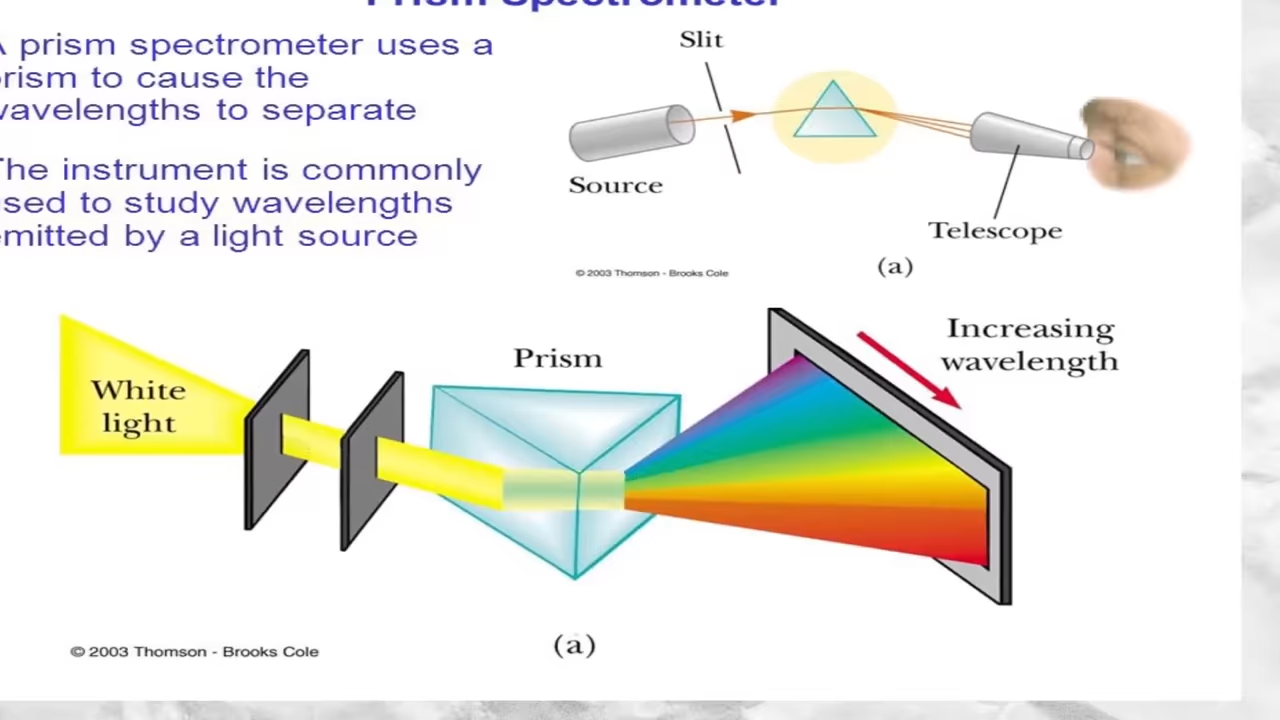 Prism Spectrometer
A prism spectrometer uses a
prism to cause the
wavelengths to separate
The instrument is commonly
used to study wavelengths
emitted by a light source
Slit
Source
Telescope
(a)
© 2003 Thomson - Brooks Cole
White
light
Prism
Increasing
wavelength
© 2003 Thomson - Brooks Cole
(a)